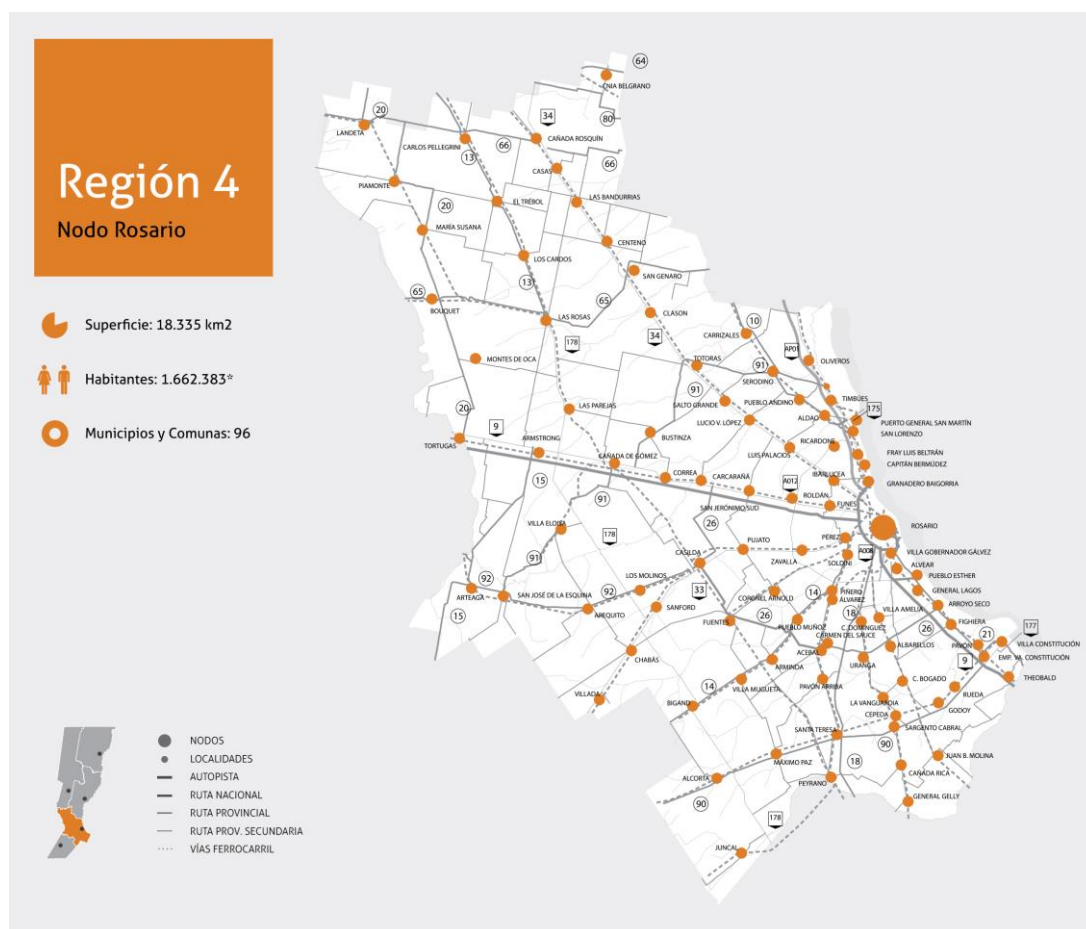 Región 4
Nodo Rosario
Superficie: 18.335 km2
Habitantes: 1.662.383*
Municipios y Comunas: 96
NODOS
LOCALIDADES
AUTOPISTA
RUTA NACIONAL
RUTA PROVINCIAL
RUTA PROV. SECUNDARIA
VÍAS FERROCARRIL
64
CNIA BELGRANO
20
34
80
LANDETA
CARLOS PELLEGRINI
66
CAÑADA ROSQUÍN
13
CASAS
66
PIAMONTE
20
EL TRÉBOL
LAS BANDURRIAS
MARÍA SUSANA
CENTENO
LOS CARDOS
SAN GENARO
13
65
65
BOUQUET
LAS ROSAS
CLASON
10
CARRIZALES
178
34
AP01
MONTES DE OCA
TOTORAS
91
OLIVEROS
SERODINO
91
SALTO GRANDE
PUEBLO ANDINO
TIMBÚES
20
LAS PAREJAS
LUCIO V. LÓPEZ
ALDAO
175
PUERTO GENERAL SAN MARTÍN
SAN LORENZO
9
TORTUGAS
ARMSTRONG
BUSTINZA
RICARDONE
LUIS PALACIOS
FRAY LUIS BELTRÁN
CAÑADA DE GÓMEZ
CAPITÁN BERMÚDEZ
CORREA
CARCARAÑÁ
IBARLUCEA
15
A012
GRANADERO BAIGORRIA
91
ROLDÁN
FUNES
SAN JERÓNIMO SUD
VILLA ELOISA
26
ROSARIO
178
PUJATO
PÉREZ
91
CASILDA
A008
VILLA GOBERNADOR GÁLVEZ
ZAVALLA
SOLDINI
ALVEAR
92
LOS MOLINOS
PUEBLO ESTHER
92
33
ARTEAGA
SAN JOSÉ DE LA ESQUINA
SANFORD
CORONEL ARNOLD
14
PIÑERO
GENERAL LAGOS
ÁLVAREZ
ARROYO SECO
15
AREQUITO
26
18
VILLA AMELIA
FUENTES
PUEBLO MUÑOZ
C. DOMINGUEZ
26
FIGHIERA
177
CARMEN DEL SAUCE
21
VILLA CONSTITUCIÓN
ACEBAL
ALBARELLOS
PAVÓN
CHABÁS
ARMINDA
URANGA
9
EMP. VA. CONSTITUCIÓN
14
VILLA MUGUETA
PAVÓN ARRIBA
C. BOGADO
THEOBALD
VILLADA
BIGAND
LA VANGUARDIA
RUEDA
GODOY
CEPEDA
SANTA TERESA
SARGENTO CABRAL
90
MÁXIMO PAZ
JUAN B. MOLINA
18
ALCORTA
PEYRANO
CAÑADA RICA
90
GENERAL GELLY
178
JUNCAL